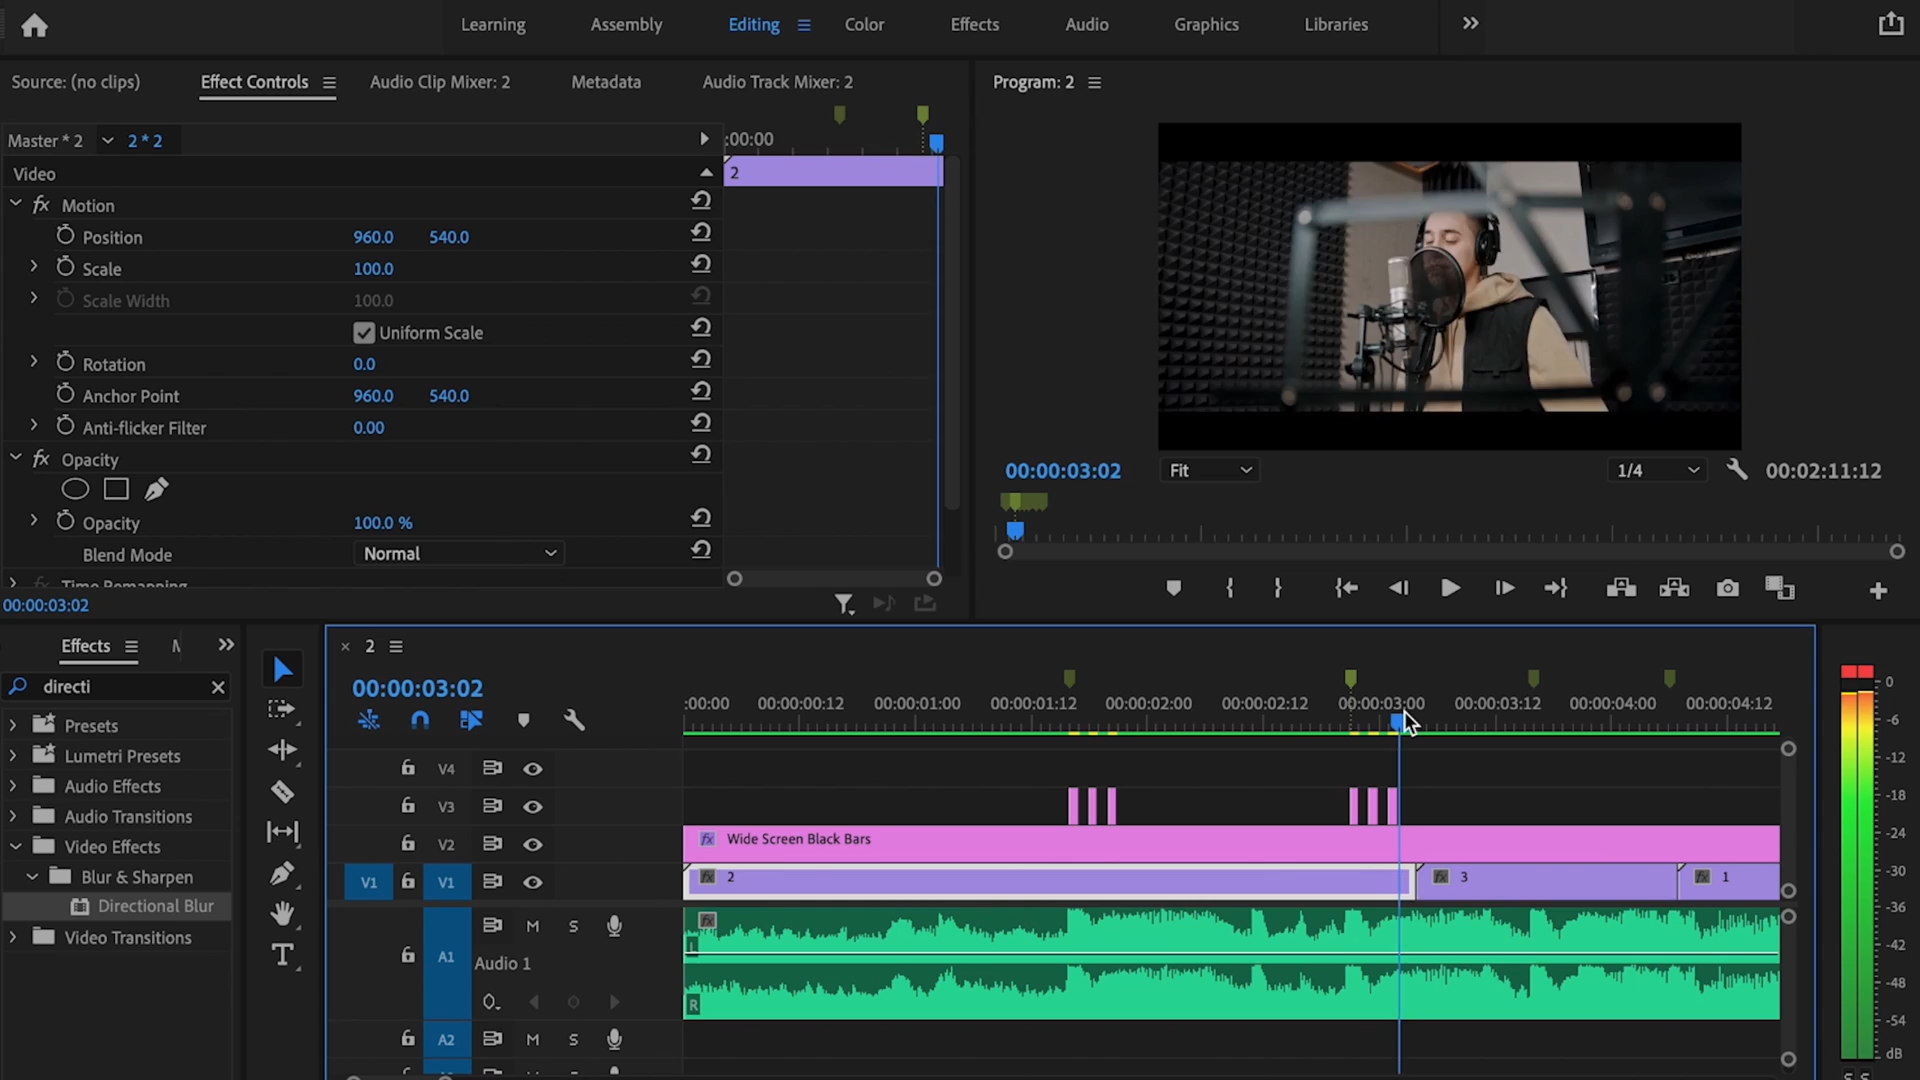 Learning Assembly Editing Color Effects Audio Graphics Libraries
Source: (no clips) Effect Controls Audio Clip Mixer: 2 Metadata Audio Track Mixer: 2
Program: 2
Master * 2 2 * 2 :00:00
Video 2
Motion
Position 960.0 540.0
Scale 100.0
Scale Width 100.0
Uniform Scale
Rotation 0.0
Anchor Point 960.0 540.0
Anti-flicker Filter 0.00
Opacity
Opacity 100.0 %
Blend Mode Normal
Time Remapping
00:00:03:02
00:00:03:02 Fit 1/4 00:02:11:12
Effects
directi
Presets
Lumetri Presets
Audio Effects
Audio Transitions
Video Effects
Blur & Sharpen
Directional Blur
Video Transitions
2
00:00:03:02
:00:00 00:00:00:12 00:00:01:00 00:00:01:12 00:00:02:00 00:00:02:12 00:00:03:00 00:00:03:12 00:00:04:00 00:00:04:12
V4
V3
V2 fx Wide Screen Black Bars
V1 V1 fx 2 fx 3 fx 1
A1 M S fx L
Audio 1
R
A2 M S
0
-6
-12
-18
-24
-30
-36
-42
-48
-54
dB